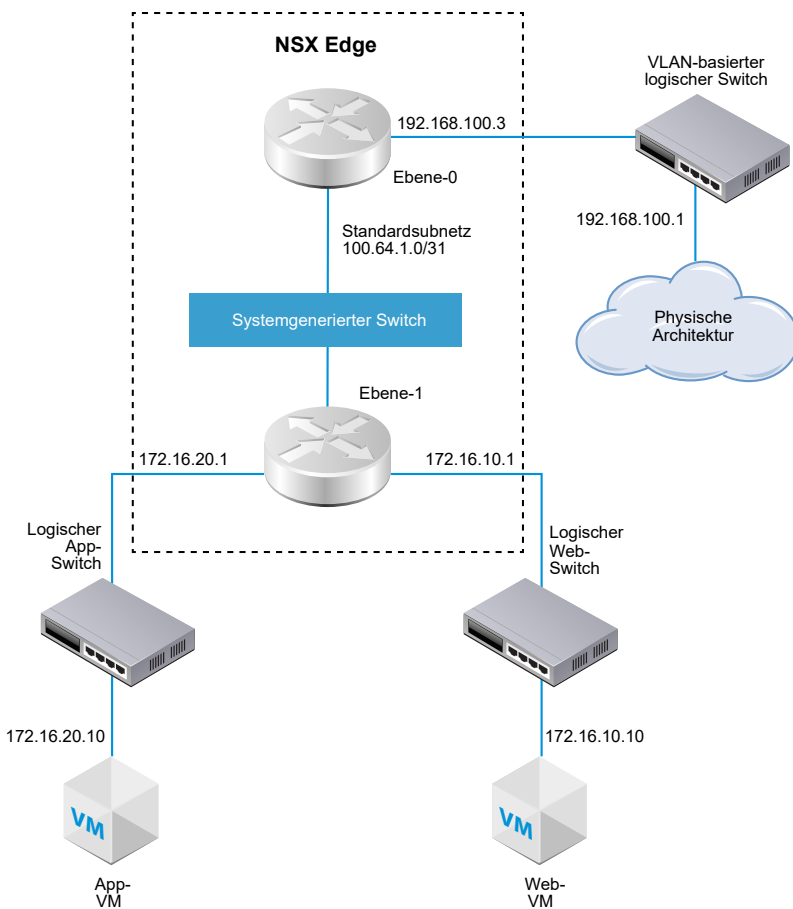 NSX Edge
VLAN-basierter
logischer Switch
192.168.100.3
Ebene-0
192.168.100.1
Standardsubnetz
100.64.1.0/31
Physische
Architektur
Systemgenerierter Switch
Ebene-1
172.16.20.1
172.16.10.1
Logischer
App-
Switch
Logischer
Web-
Switch
172.16.20.10
172.16.10.10
VM
VM
App-
VM
Web-
VM